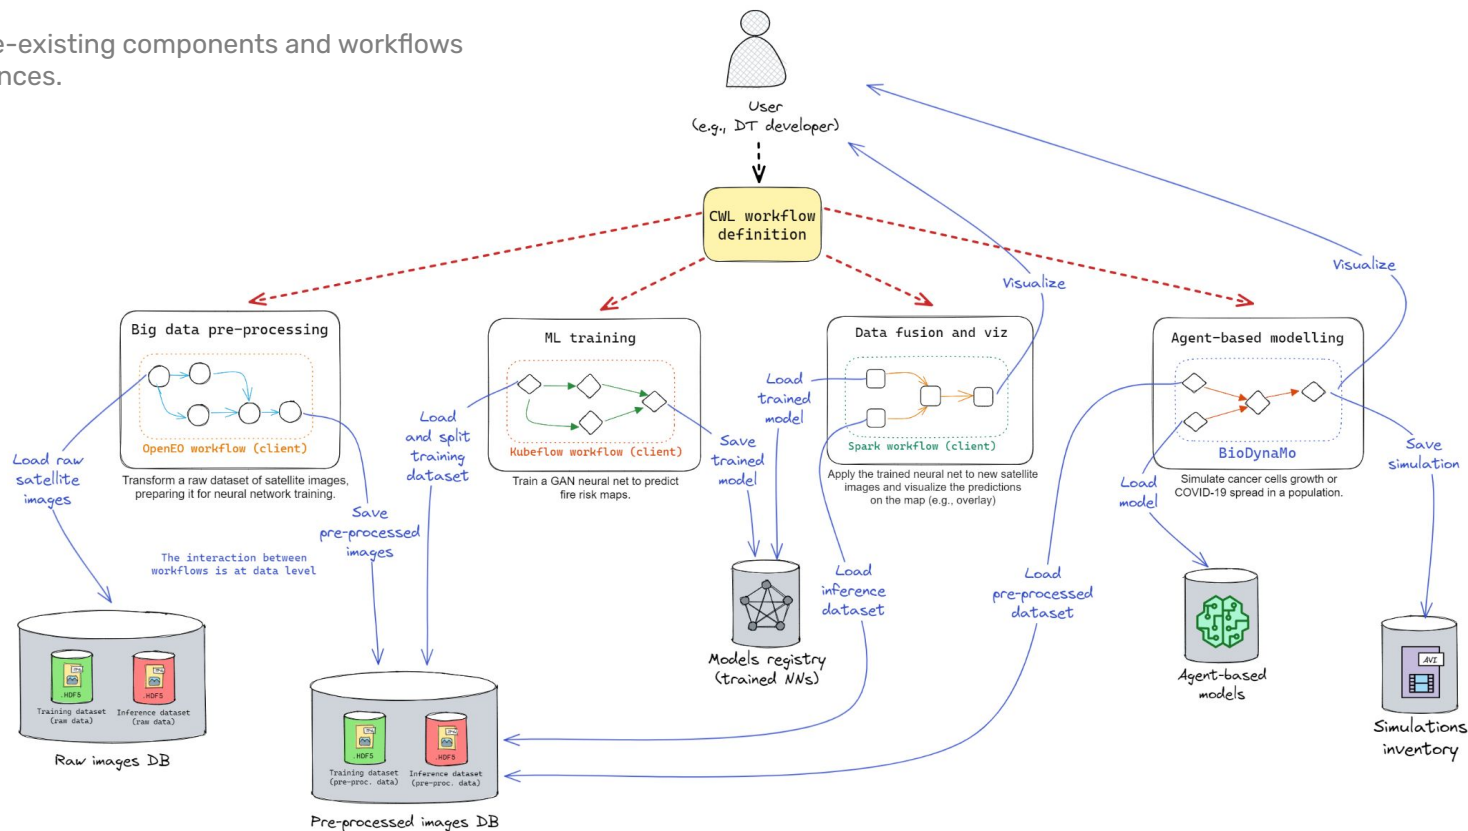 e-existing components and workflows
nces.
User
(e.g., DT developer)
CWL workflow
definition
Visualize
Visualize
Big data pre-processing
OpenEO workflow (client)
Transform a raw dataset of satellite images,
preparing it for neural network training.
ML training
Kubeflow workflow (client)
Train a GAN neural net to predict
fire risk maps.
Data fusion and viz
Spark workflow (client)
Apply the trained neural net to new satellite
images and visualize the predictions
on the map (e.g., overlay)
Agent-based modelling
BioDynaMo
Simulate cancer cells growth or
COVID-19 spread in a population.
Load raw
satellite
images
Save
pre-processed
images
Load
and split
training
dataset
Save
trained
model
Load
trained
model
Load
inference
dataset
Load
pre-processed
dataset
Load
model
Save
simulation
The interaction between
workflows is at data level
.HDF5
Training dataset
(raw data)
.HDF5
Inference dataset
(raw data)
Raw images DB
.HDF5
Training dataset
(pre-proc. data)
.HDF5
Inference dataset
(pre-proc. data)
Pre-processed images DB
Models registry
(trained NNs)
Agent-based
models
AVI
Simulations
inventory